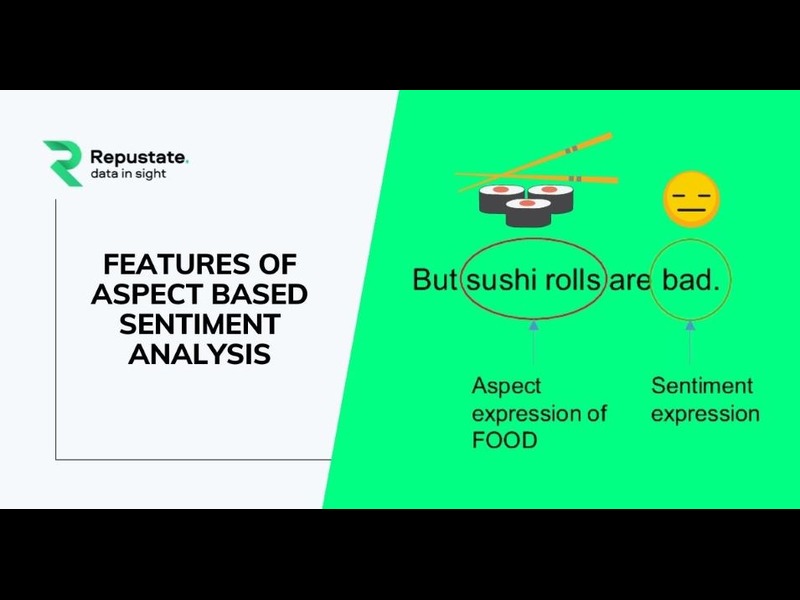 Repustate.
data in sight
FEATURES OF
ASPECT BASED
SENTIMENT
ANALYSIS
But sushi rolls are bad.
Aspect
expression of
FOOD
Sentiment
expression